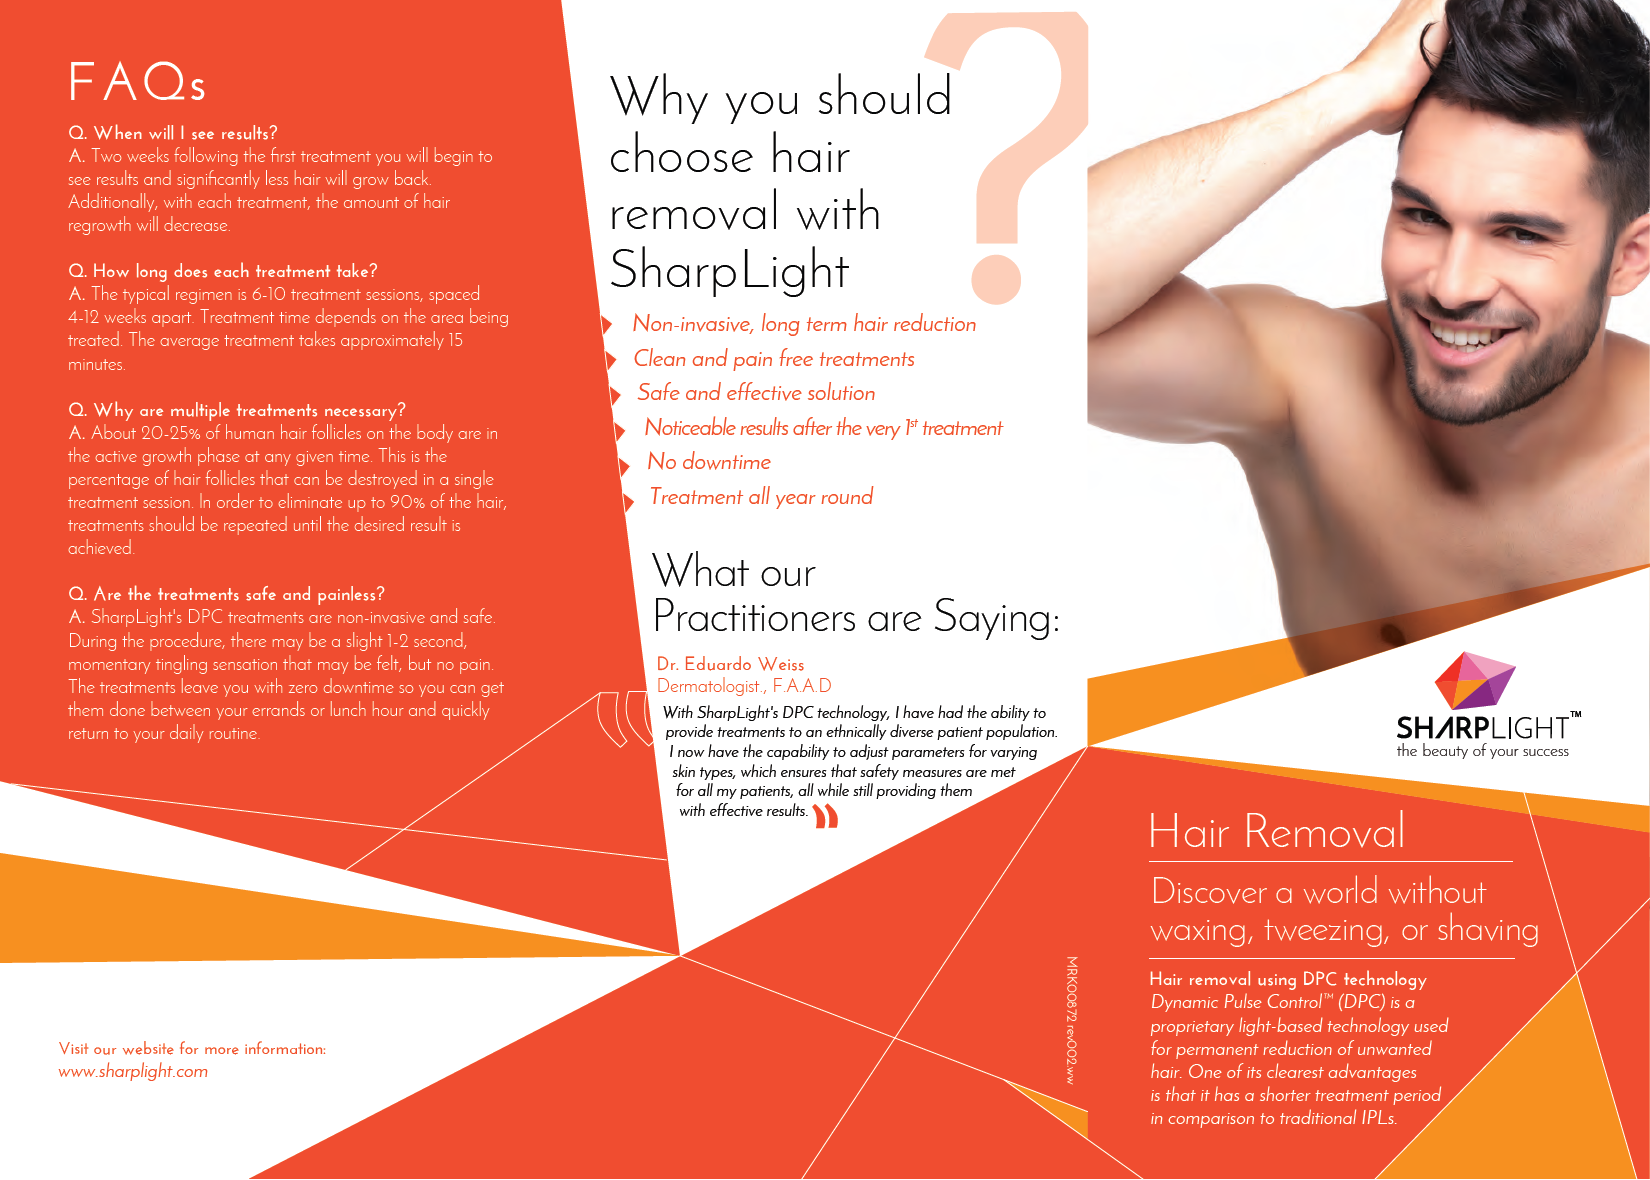 FAQs
Q. When will I see results?
A. Two weeks following the first treatment you will begin to
see results and significantly less hair will grow back.
Additionally, with each treatment, the amount of hair
regrowth will decrease.
Q. How long does each treatment take?
A. The typical regimen is 6-10 treatment sessions, spaced
4-12 weeks apart. Treatment time depends on the area being
treated. The average treatment takes approximately 15
minutes.
Q. Why are multiple treatments necessary?
A. About 20-25% of human hair follicles on the body are in
the active growth phase at any given time. This is the
percentage of hair follicles that can be destroyed in a single
treatment session. In order to eliminate up to 90% of the hair,
treatments should be repeated until the desired result is
achieved.
Q. Are the treatments safe and painless?
A. SharpLight's DPC treatments are non-invasive and safe.
During the procedure, there may be a slight 1-2 second,
momentary tingling sensation that may be felt, but no pain.
The treatments leave you with zero downtime so you can get
them done between your errands or lunch hour and quickly
return to your daily routine.
Visit our website for more information:
www.sharplight.com
Why you should
choose hair
removal with
SharpLight
?
Non-invasive, long term hair reduction
Clean and pain free treatments
Safe and effective solution
Noticeable results after the very 1st treatment
No downtime
Treatment all year round
What our
Practitioners are Saying:
Dr. Eduardo Weiss
Dermatologist., F.A.A.D
With SharpLight's DPC technology, I have had the ability to
provide treatments to an ethnically diverse patient population.
I now have the capability to adjust parameters for varying
skin types, which ensures that safety measures are met
for all my patients, all while still providing them
with effective results.
MRK00872 rev002.ww
SHARPLIGHT™
the beauty of your success
Hair Removal
Discover a world without
waxing, tweezing, or shaving
Hair removal using DPC technology
Dynamic Pulse Control™ (DPC) is a
proprietary light-based technology used
for permanent reduction of unwanted
hair. One of its clearest advantages
is that it has a shorter treatment period
in comparison to traditional IPLs.